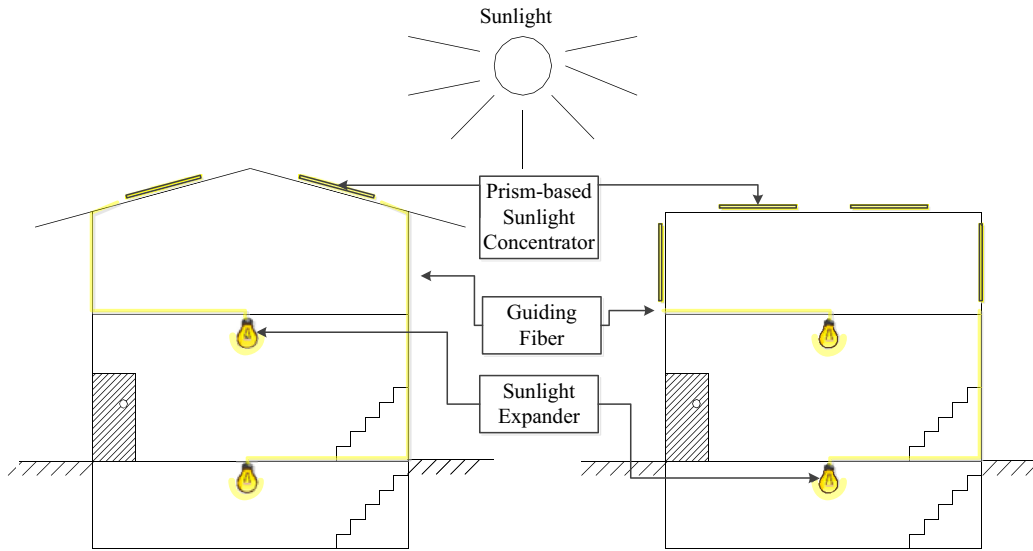 Sunlight
Prism-based
Sunlight
Concentrator
Guiding
Fiber
Sunlight
Expander